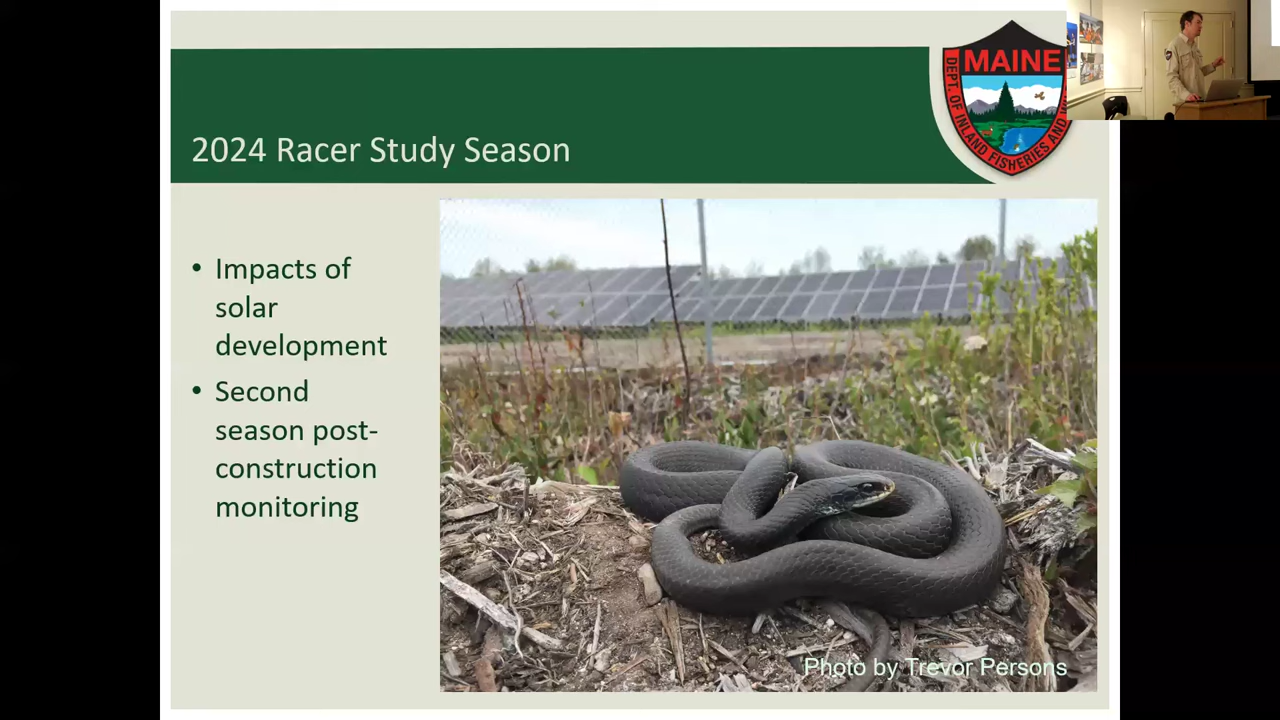 2024 Racer Study Season
MAINE
DEPT. OF INLAND FISHERIES AND
• Impacts of
solar
development
• Second
season post-
construction
monitoring
Photo by Trevor Persons